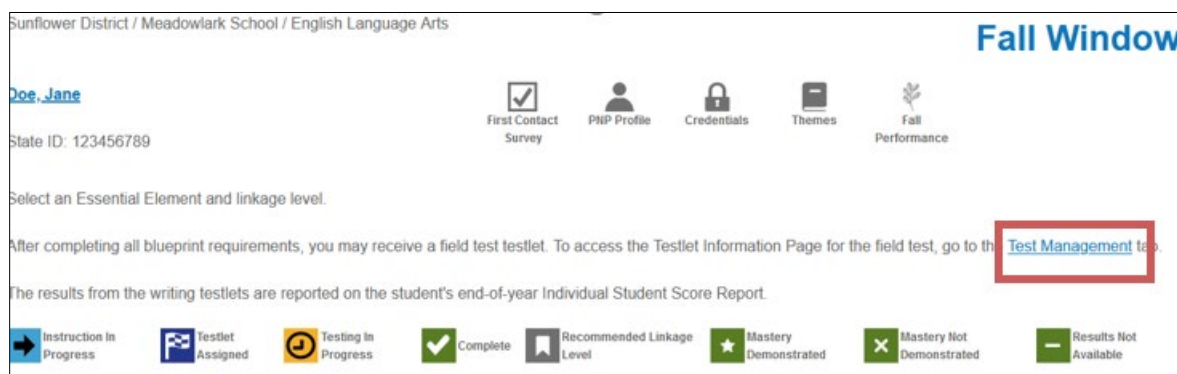 Sunflower District / Meadowlark School / English Language Arts
Fall Window
Doe, Jane
First Contact
Survey
PNP Profile
Credentials
Themes
Fall
Performance
State ID: 123456789
Select an Essential Element and linkage level.
After completing all blueprint requirements, you may receive a field test testlet. To access the Testlet Information Page for the field test, go to the Test Management tab.
The results from the writing testlets are reported on the student's end-of-year Individual Student Score Report.
Instruction In
Progress
Testlet
Assigned
Testing In
Progress
Complete
Recommended Linkage
Level
Mastery
Demonstrated
Mastery Not
Demonstrated
Results Not
Available